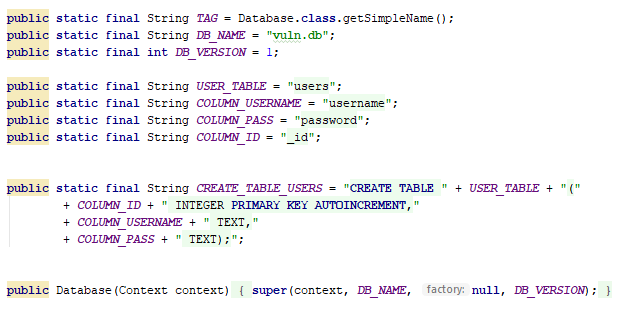 public static final String TAG = Database.class.getSimpleName();
public static final String DB_NAME = "vuln.db";
public static final int DB_VERSION = 1;
public static final String USER_TABLE = "users";
public static final String COLUMN_USERNAME = "username";
public static final String COLUMN_PASS = "password";
public static final String COLUMN_ID = "_id";
public static final String CREATE_TABLE_USERS = "CREATE TABLE " + USER_TABLE + "("
+ COLUMN_ID + " INTEGER PRIMARY KEY AUTOINCREMENT,"
+ COLUMN_USERNAME + " TEXT,"
+ COLUMN_PASS + " TEXT);";
public Database(Context context) { super(context, DB_NAME, factory: null, DB_VERSION); }